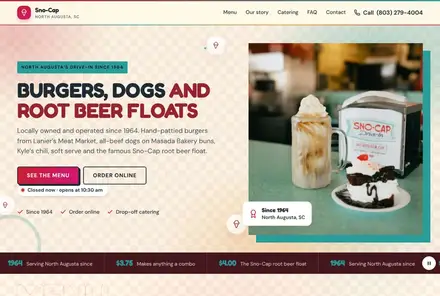 Sno-Cap
NORTH AUGUSTA, SC
Menu Our story Catering FAQ Contact Call (803) 279-4004
NORTH AUGUSTA'S DRIVE-IN SINCE 1964
BURGERS, DOGS AND
ROOT BEER FLOATS
Locally owned and operated since 1964. Hand-pattied burgers
from Lanier's Meat Market, all-beef dogs on Masada Bakery buns,
Kyle's chili, soft serve and the famous Sno-Cap root beer float.
SEE THE MENU ORDER ONLINE
Closed now · opens at 10:30 am
Since 1964 Order online Drop-off catering
SNO-CAP
Drive-In
Since 1964
North Augusta, SC
1964 Serving North Augusta since $3.75 Makes anything a combo $4.00 The Sno-Cap root beer float 1964 Serving North Augusta since
MENU